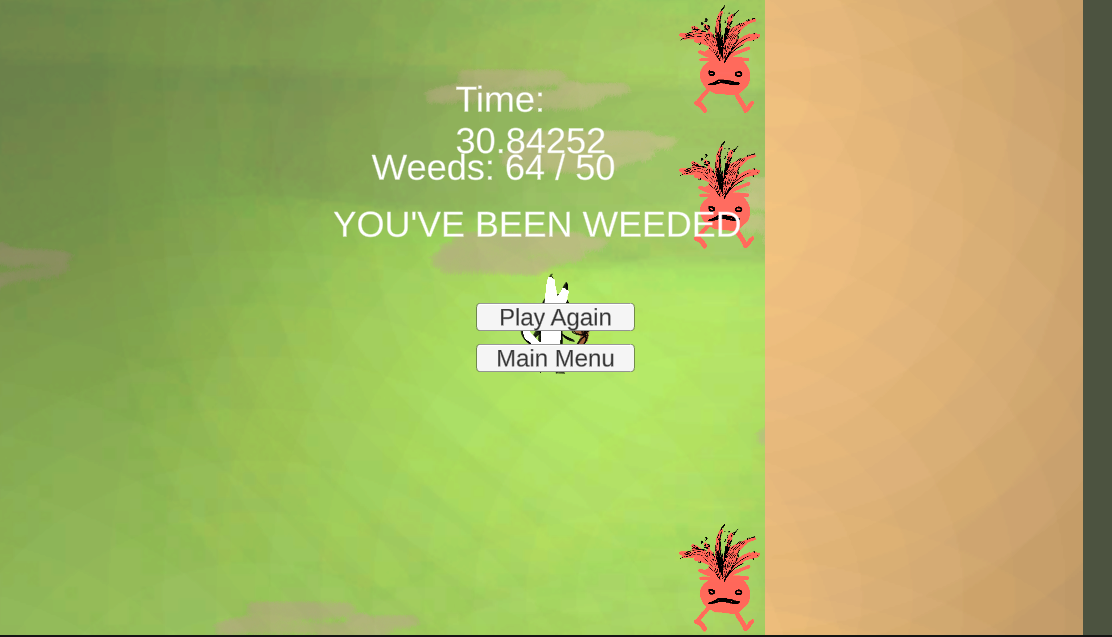 Time:
30.84252
Weeds: 64 / 50
YOU'VE BEEN WEEDED
Play Again
Main Menu